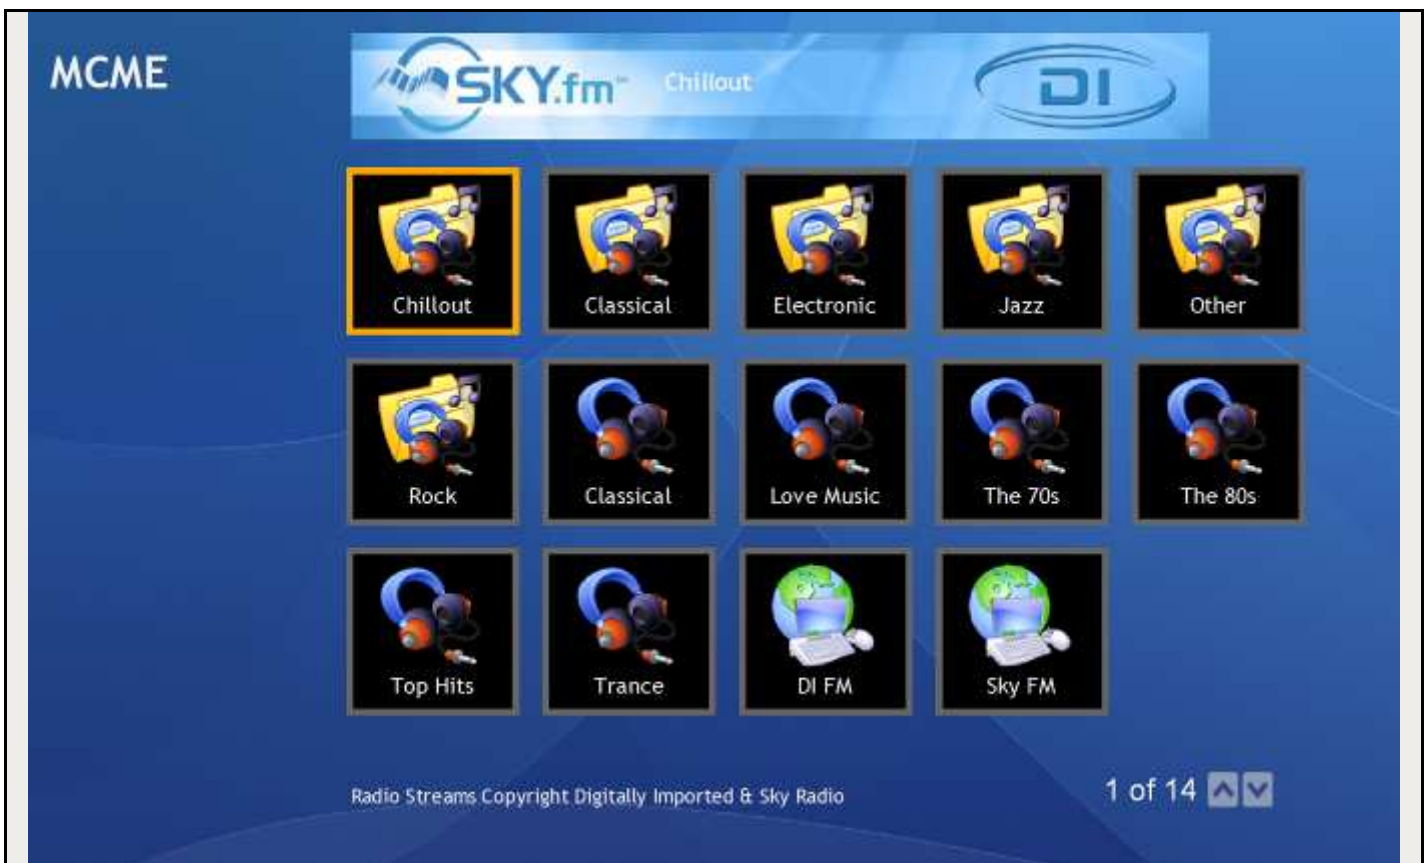 MCME
SKY.fm
Chillout
DI
Chillout
Classical
Electronic
Jazz
Other
Rock
Classical
Love Music
The 70s
The 80s
Top Hits
Trance
DI FM
Sky FM
Radio Streams Copyright Digitally Imported & Sky Radio
1 of 14